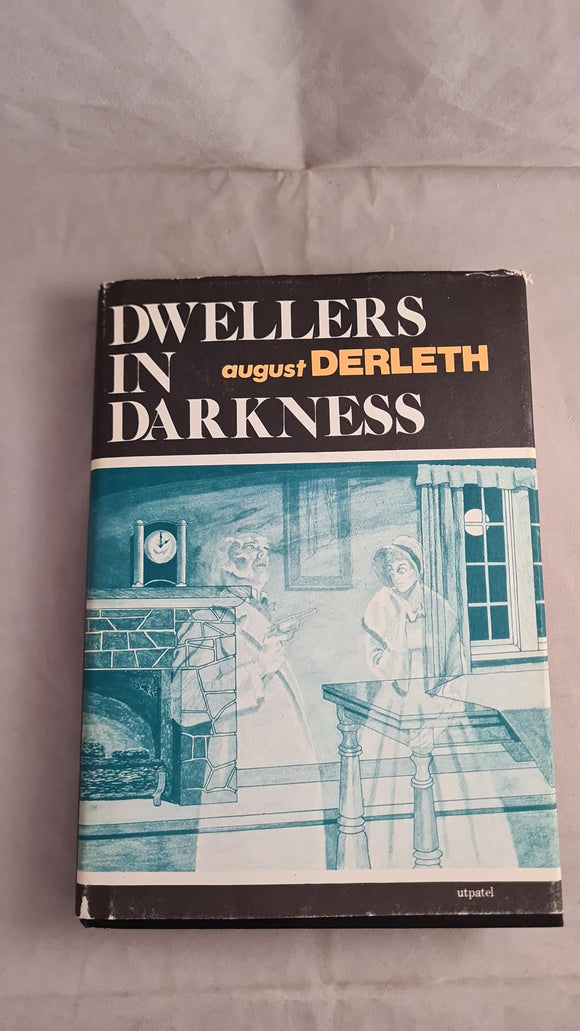 DWELLERS
IN august DERLETH
DARKNESS
utpatel